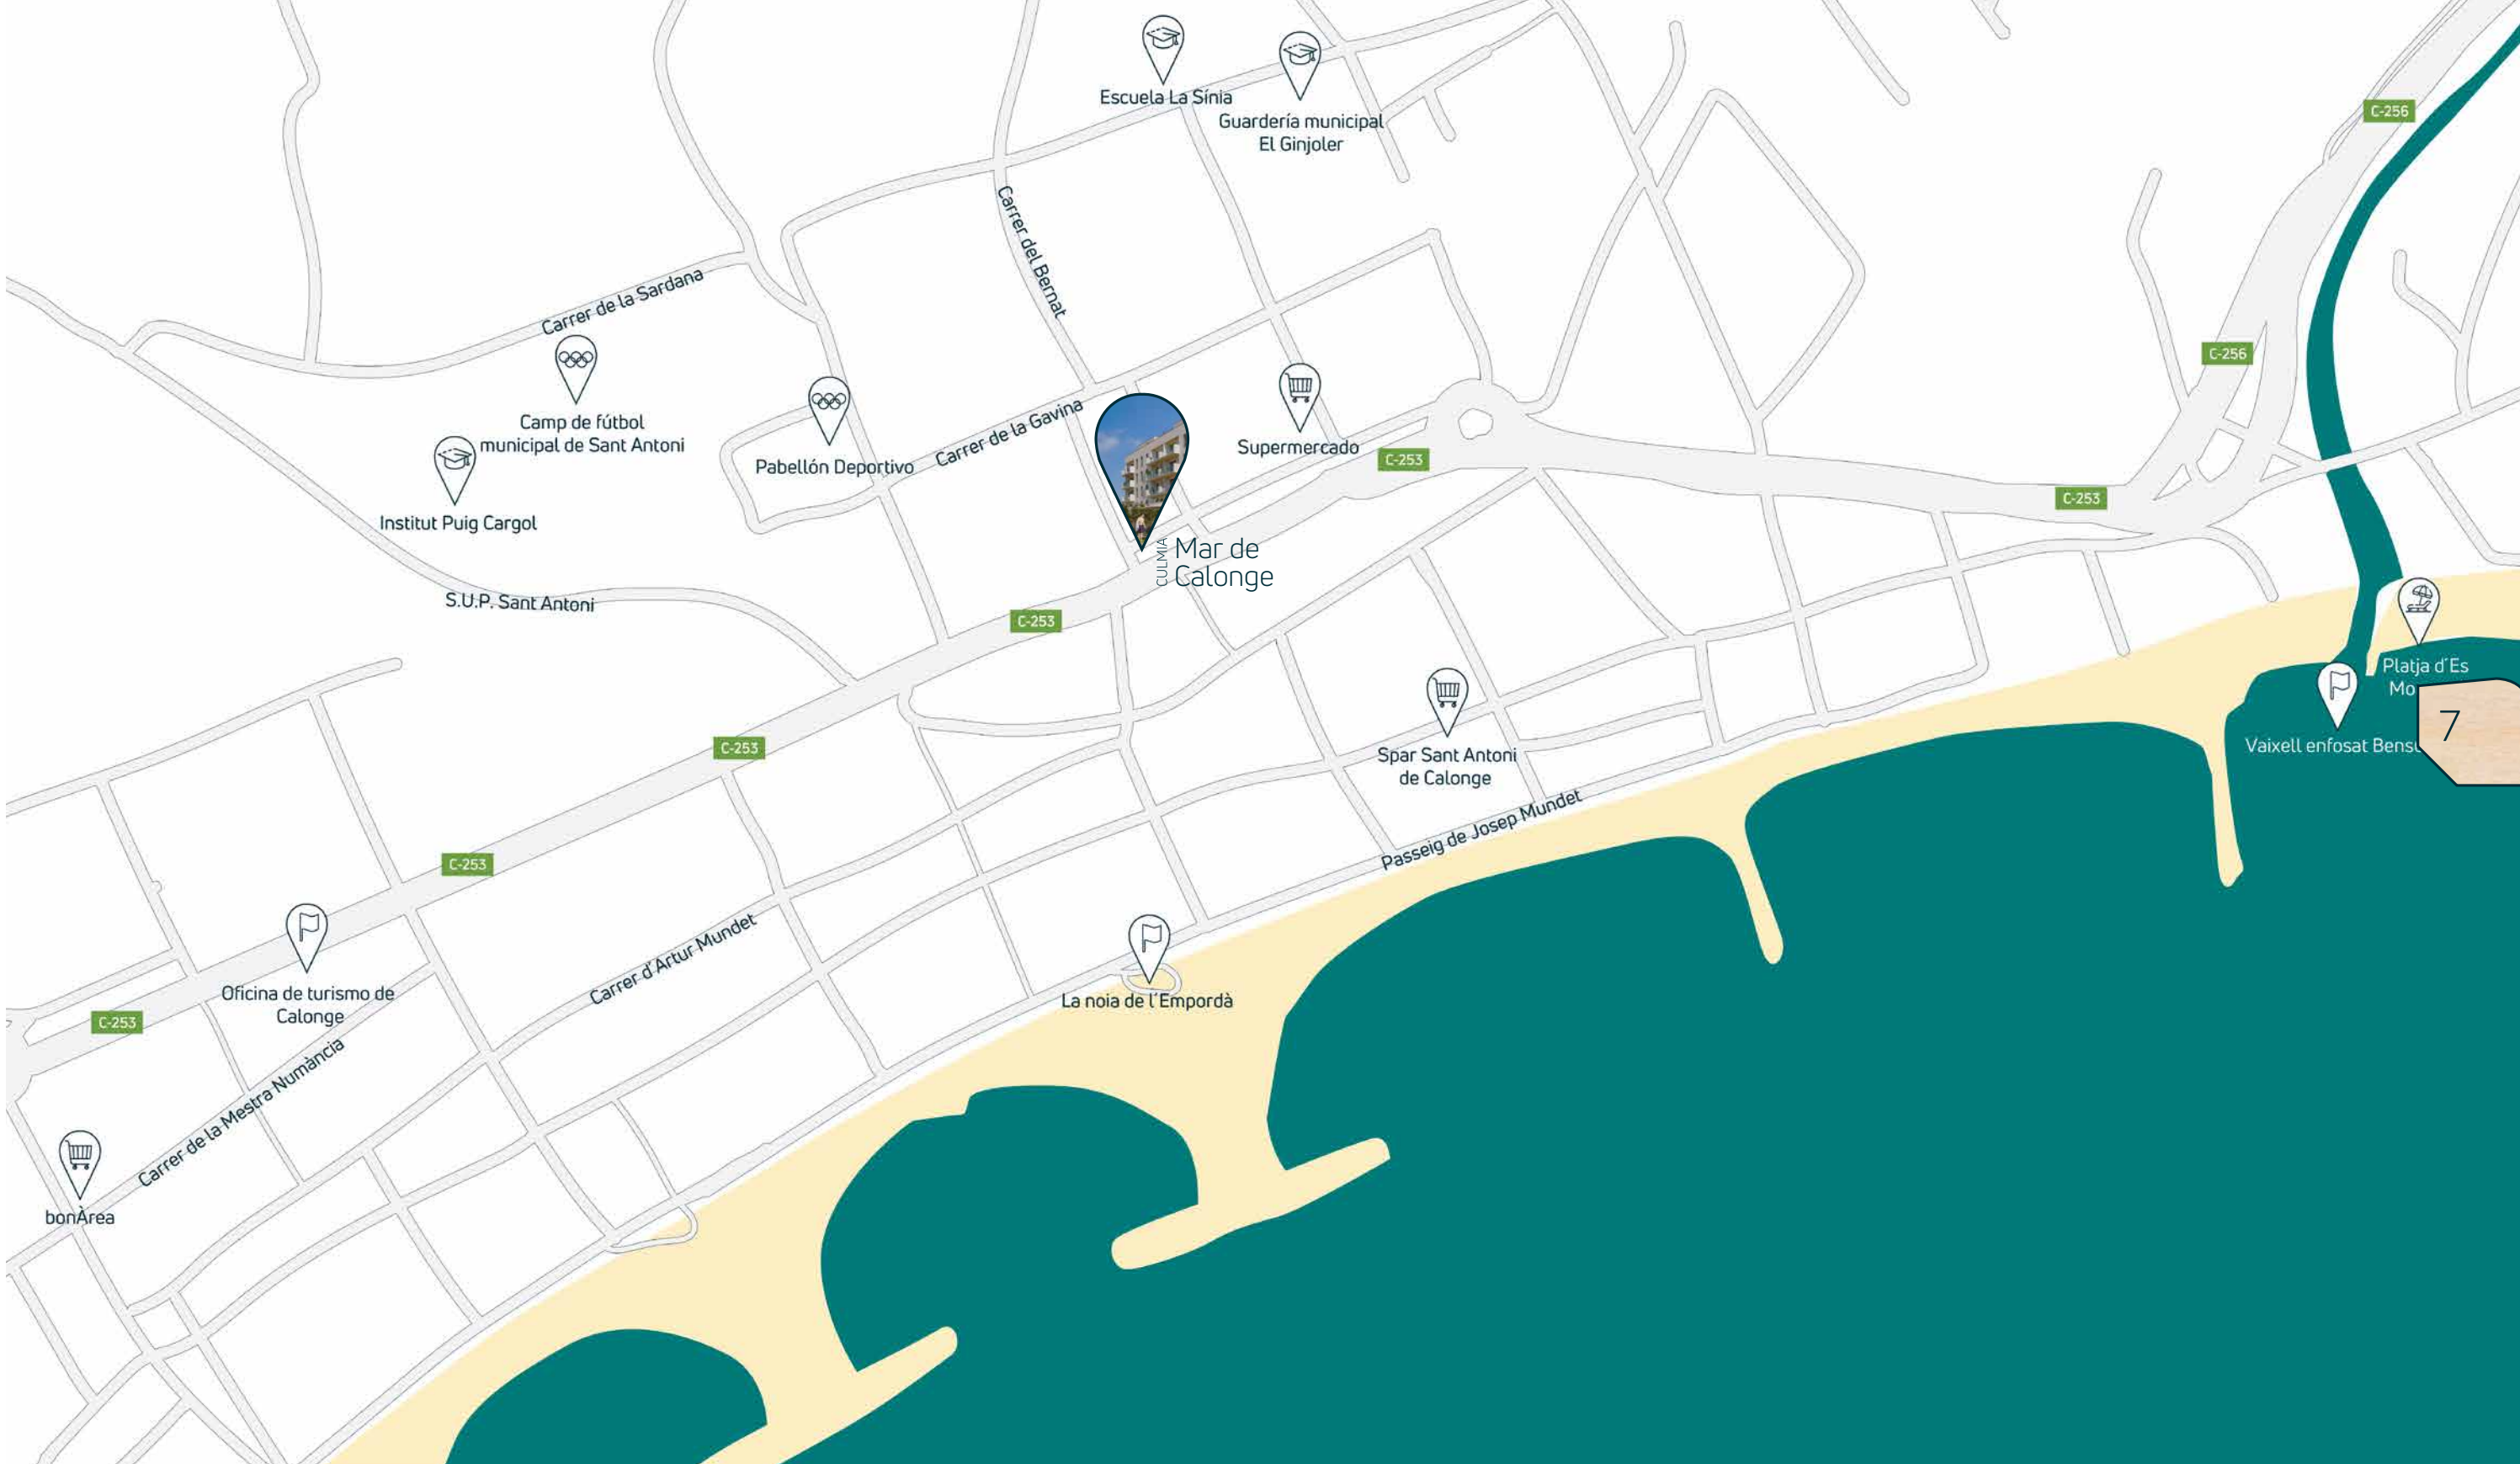 Escuela La Sínia
Guardería municipal
El Ginjoler
C-256
Carrer del Bernat
Carrer de la Sardana
C-256
Camp de fútbol
municipal de Sant Antoni
Pabellón Deportivo
Carrer de la Gavina
Supermercado
C-253
C-253
Institut Puig Cargol
CULMIA
Mar de
Calonge
S.U.P. Sant Antoni
C-253
Platja d´Es
Mo
7
C-253
Spar Sant Antoni
de Calonge
Vaixell enfosat Bens
Passeig de Josep Mundet
C-253
Carrer d´Artur Mundet
Oficina de turismo de
Calonge
La noia de l´Empordà
C-253
Carrer de la Mestra Numància
bonÀrea